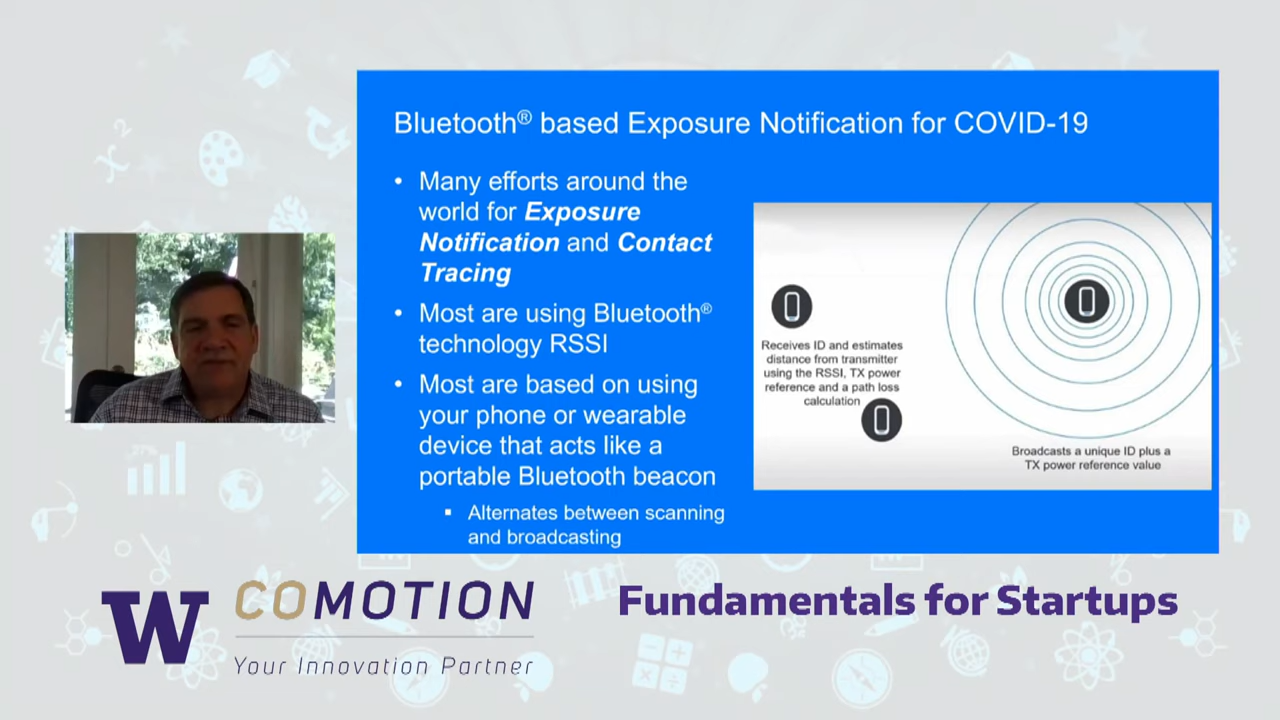 Bluetooth® based Exposure Notification for COVID-19
• Many efforts around the
world for Exposure
Notification and Contact
Tracing
• Most are using Bluetooth®
technology RSSI
• Most are based on using
your phone or wearable
device that acts like a
portable Bluetooth beacon
▪ Alternates between scanning
and broadcasting
Receives ID and estimates
distance from transmitter
using the RSSI, TX power
reference and a path loss
calculation
Broadcasts a unique ID plus a
TX power reference value
W COMOTION
Your Innovation Partner
Fundamentals for Startups